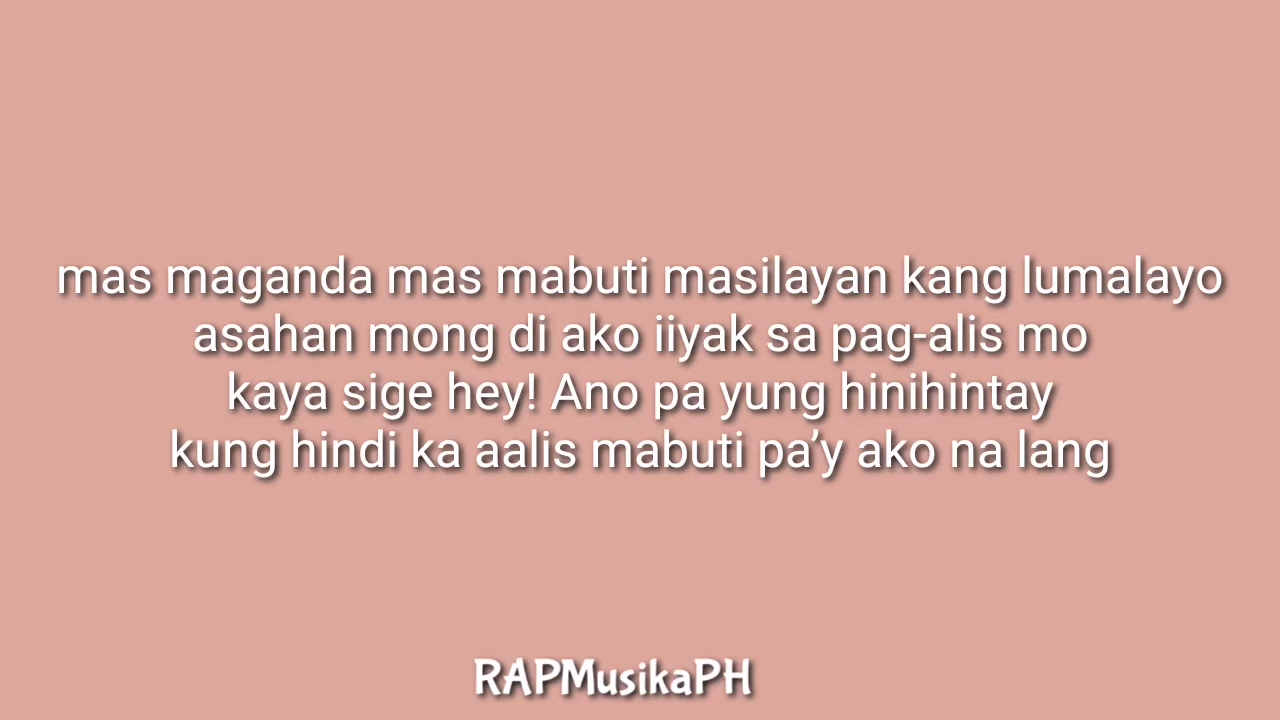 mas maganda mas mabuti masilayan kang lumalayo
asahan mong di ako iiyak sa pag-alis mo
kaya sige hey! Ano pa yung hinihintay
kung hindi ka aalis mabuti pa’y ako na lang
RAPMusikaPH